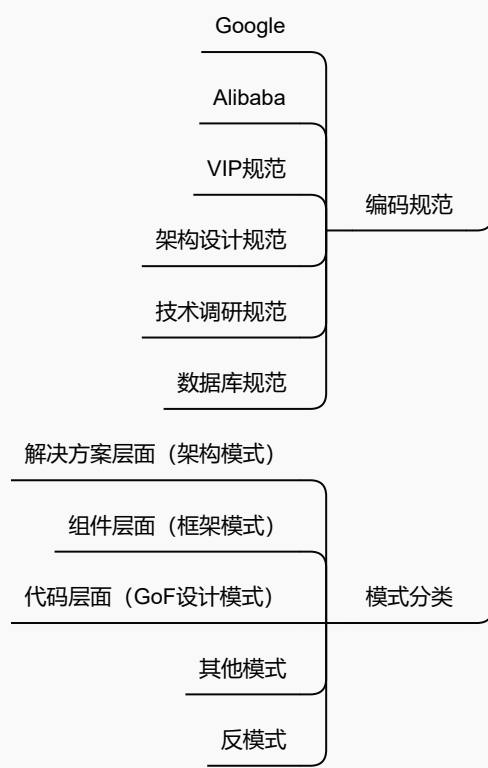 Google
Alibaba
VIP规范
编码规范
架构设计规范
技术调研规范
数据库规范
解决方案层面（架构模式）
组件层面（框架模式）
代码层面（GoF设计模式）
模式分类
其他模式
反模式